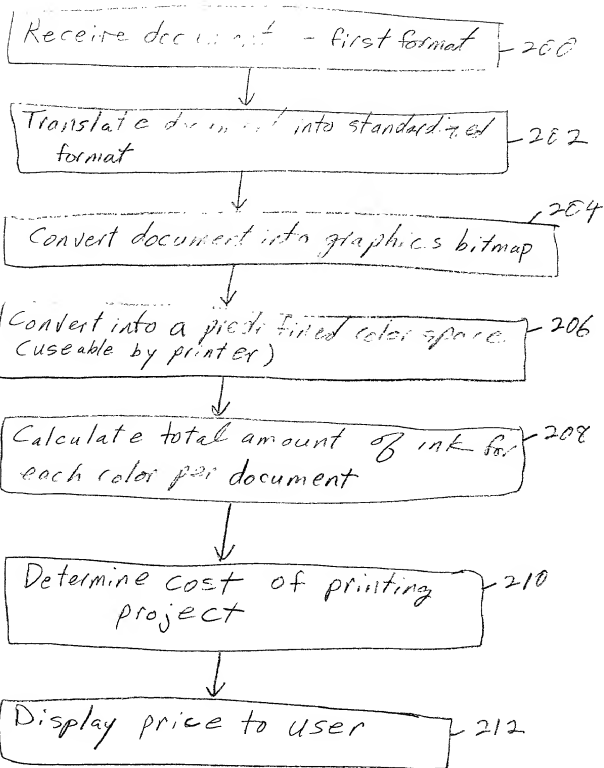 Receive document - first format 200
Translate document into standardized 202
format
204
Convert document into graphics bitmap
Convert into a predefined color space 206
(useable by printer)
Calculate total amount of ink for 208
each color per document
Determine cost of printing 210
project
Display price to user 212